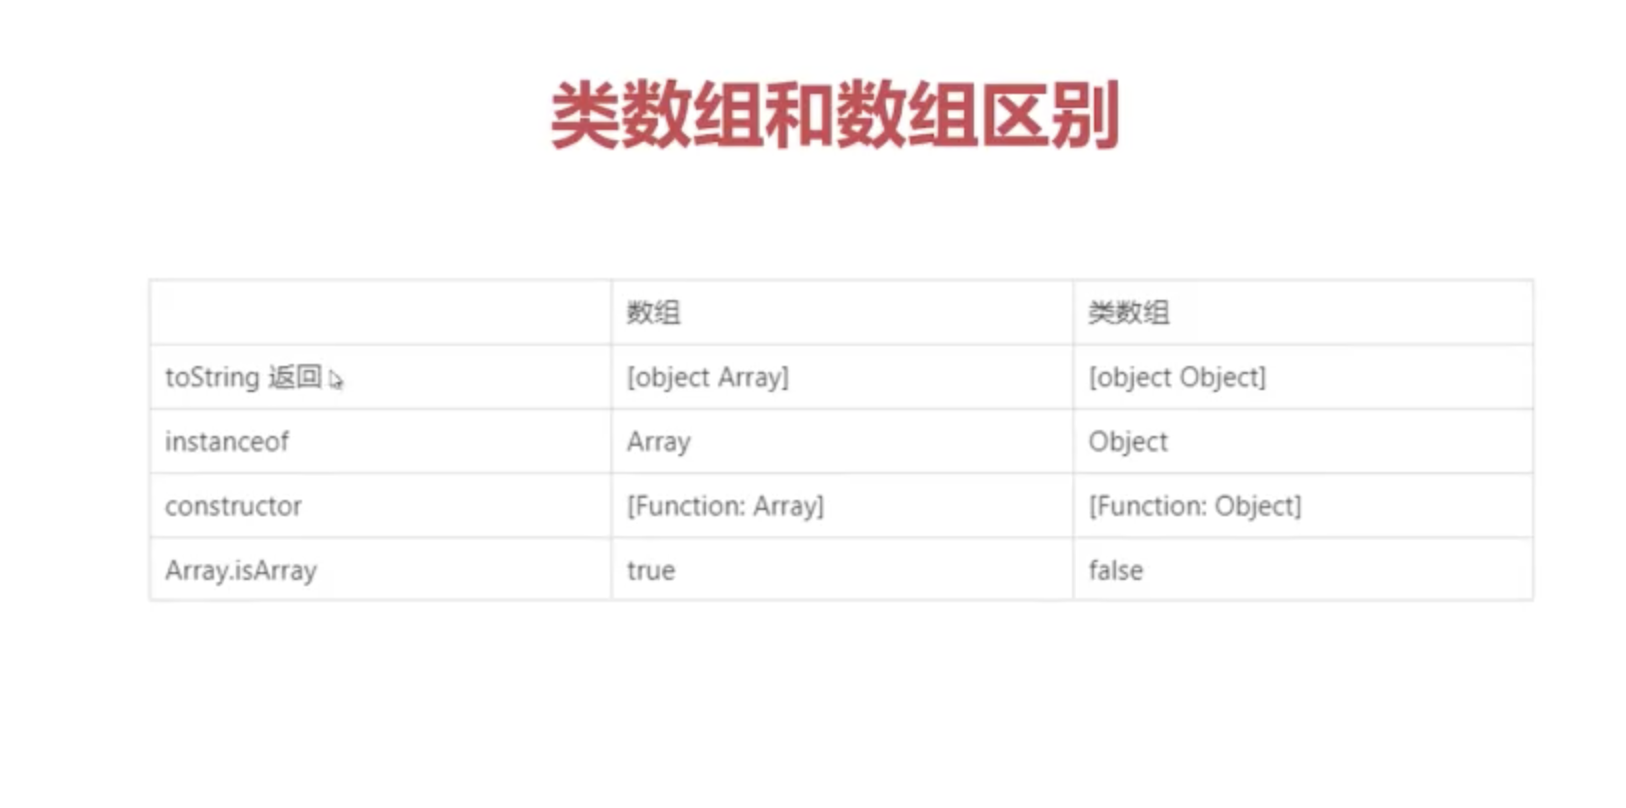 类数组和数组区别
数组 类数组
toString 返回 [object Array] [object Object]
instanceof Array Object
constructor [Function: Array] [Function: Object]
Array.isArray true false